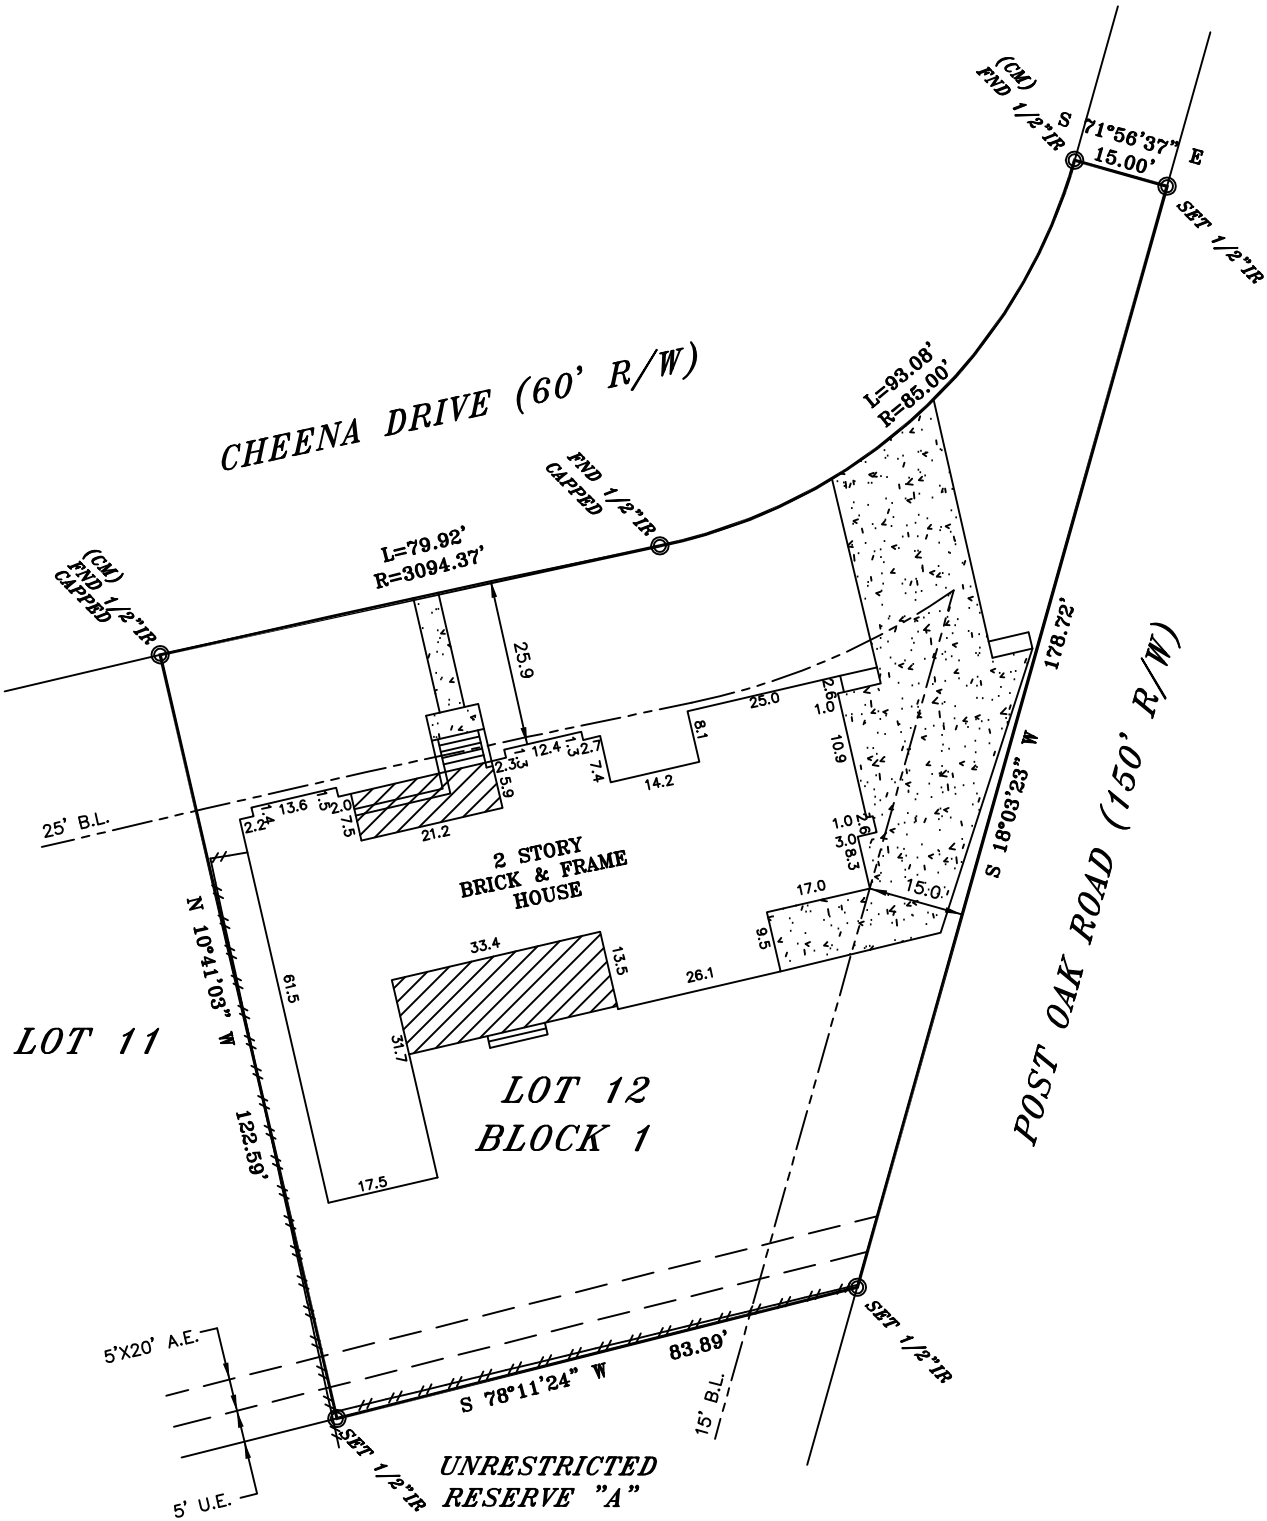 (CM)
FND 1/2"IR
S 71°56'37" E
15.00'
SET 1/2"IR
CHEENA DRIVE (60' R/W)
L=93.08'
R=85.00'
FND 1/2"IR
CAPPED
L=79.92'
R=3094.37'
(CM)
FND 1/2"IR
CAPPED
25.9
178.72'
S 18°03'23" W
POST OAK ROAD (150' R/W)
25' B.L.
2.2
1.4
13.6
1.5
2.0
7.5
21.2
5.9
2.3
1.3
12.4
1.3
2.7
7.4
14.2
8.1
25.0
2.6
1.0
10.9
1.0
2.6
3.0
8.3
15.0
17.0
9.5
26.1
13.5
33.4
31.7
17.5
61.5
2 STORY
BRICK & FRAME
HOUSE
N 10°41'03" W
122.59'
LOT 11
LOT 12
BLOCK 1
5'X20' A.E.
5' U.E.
S 78°11'24" W
83.89'
15' B.L.
SET 1/2"IR
SET 1/2"IR
UNRESTRICTED
RESERVE "A"